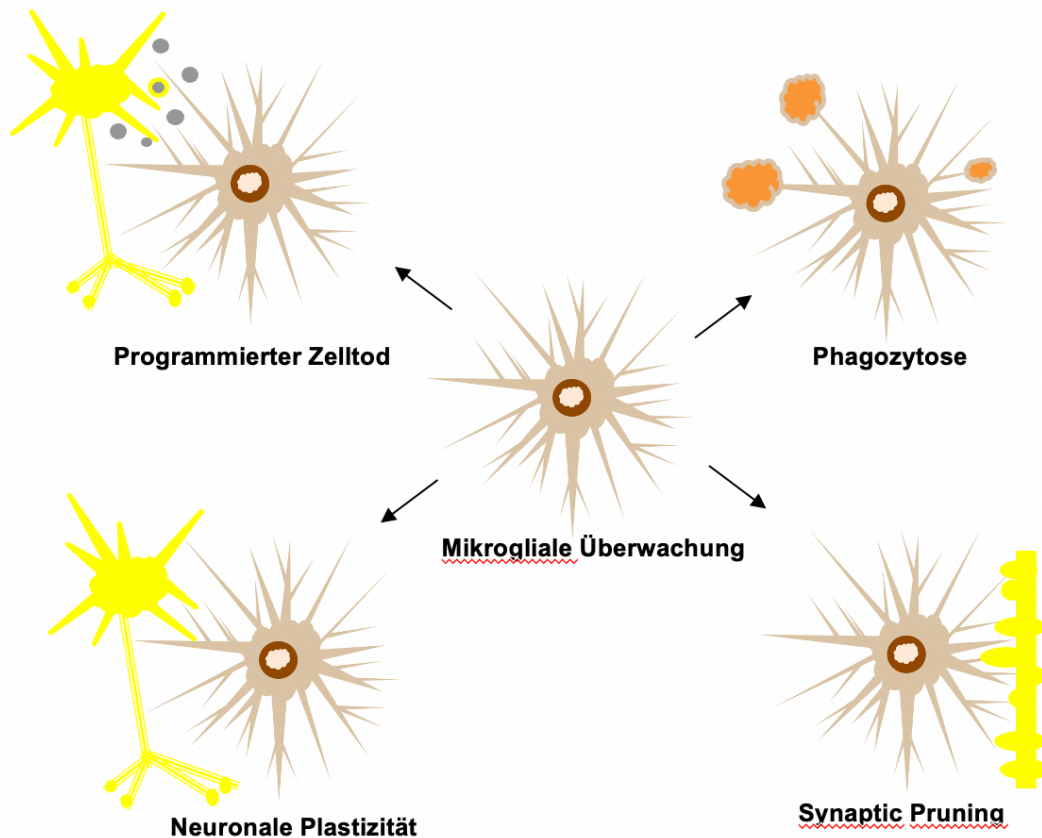 Programmierter Zelltod
Phagozytose
Mikrogliale Überwachung
Neuronale Plastizität
Synaptic Pruning